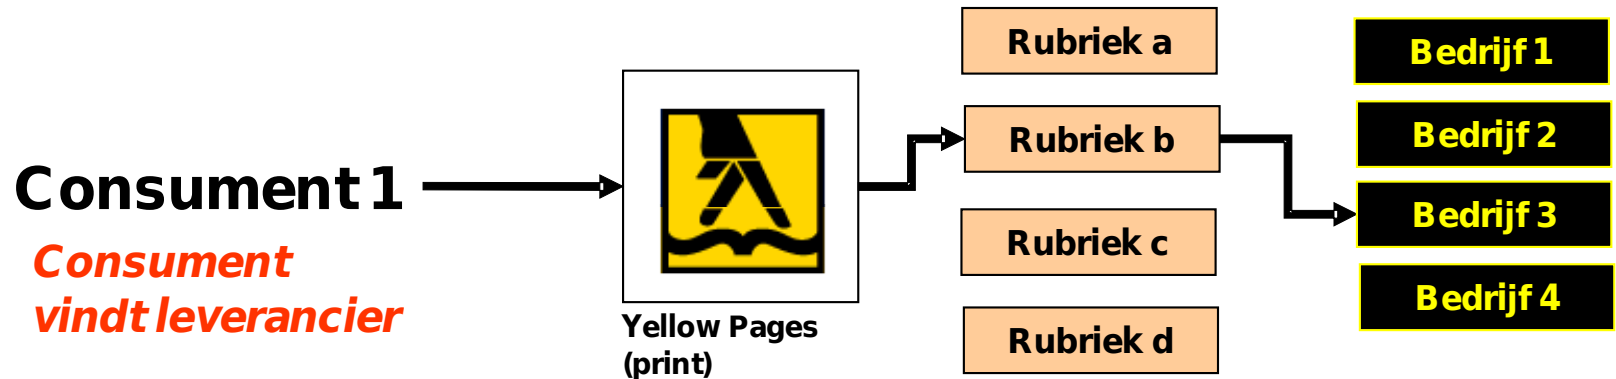 Consument 1
Consument
vindt leverancier
Yellow Pages
(print)
Rubriek a
Rubriek b
Rubriek c
Rubriek d
Bedrijf 1
Bedrijf 2
Bedrijf 3
Bedrijf 4